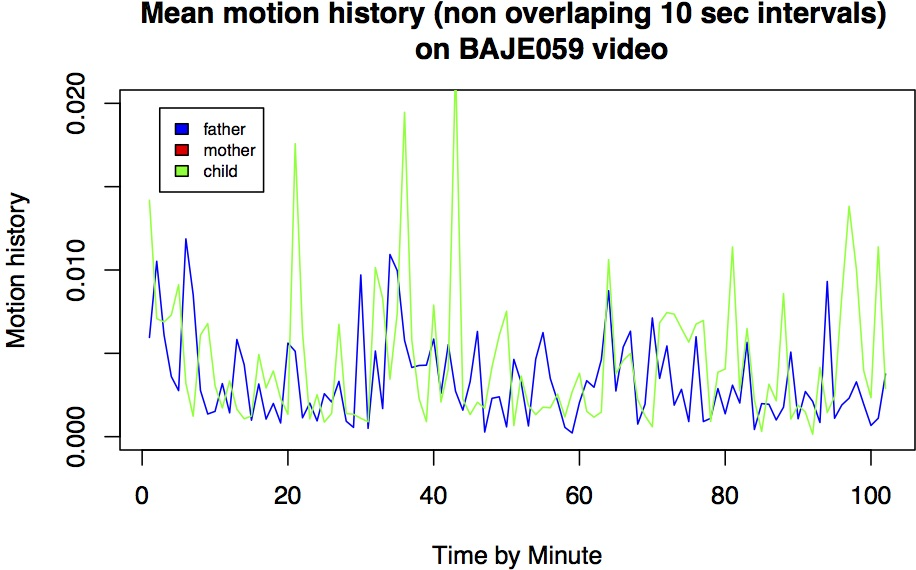 Mean motion history (non overlaping 10 sec intervals)
on BAJE059 video
0.020
0.010
0.000
Motion history
father
mother
child
0 20 40 60 80 100
Time by Minute